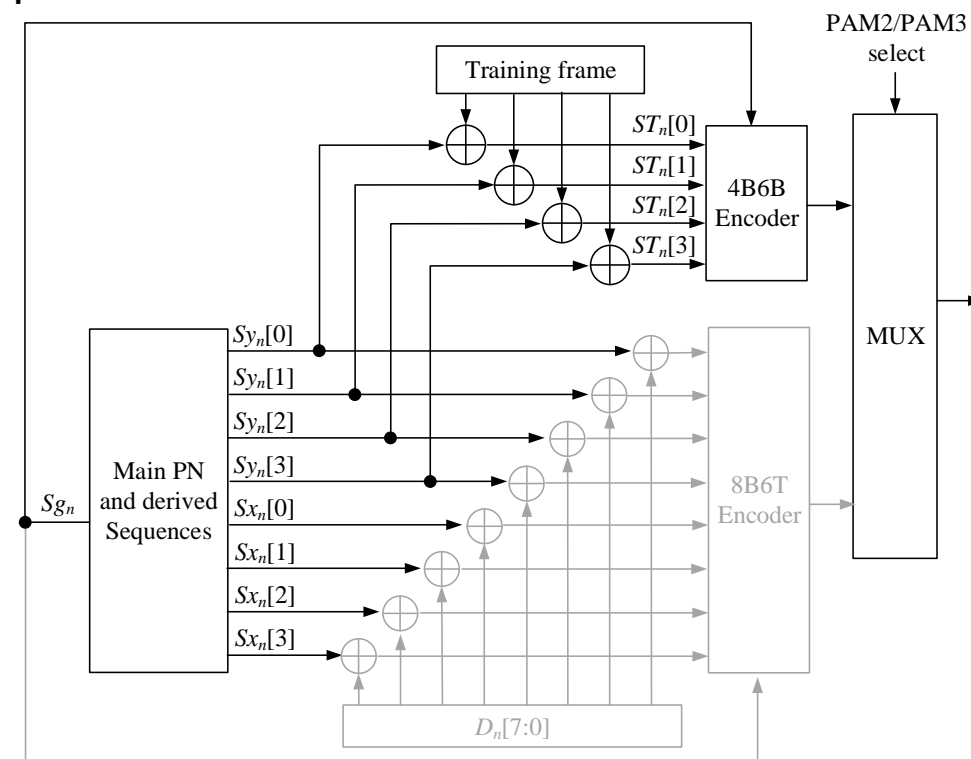 PAM2/PAM3
select
Training frame
STₙ[0]
STₙ[1]
STₙ[2]
STₙ[3]
4B6B
Encoder
MUX
Syₙ[0]
Syₙ[1]
Syₙ[2]
Syₙ[3]
Sxₙ[0]
Sxₙ[1]
Sxₙ[2]
Sxₙ[3]
Sgₙ
Main PN
and derived
Sequences
8B6T
Encoder
Dₙ[7:0]